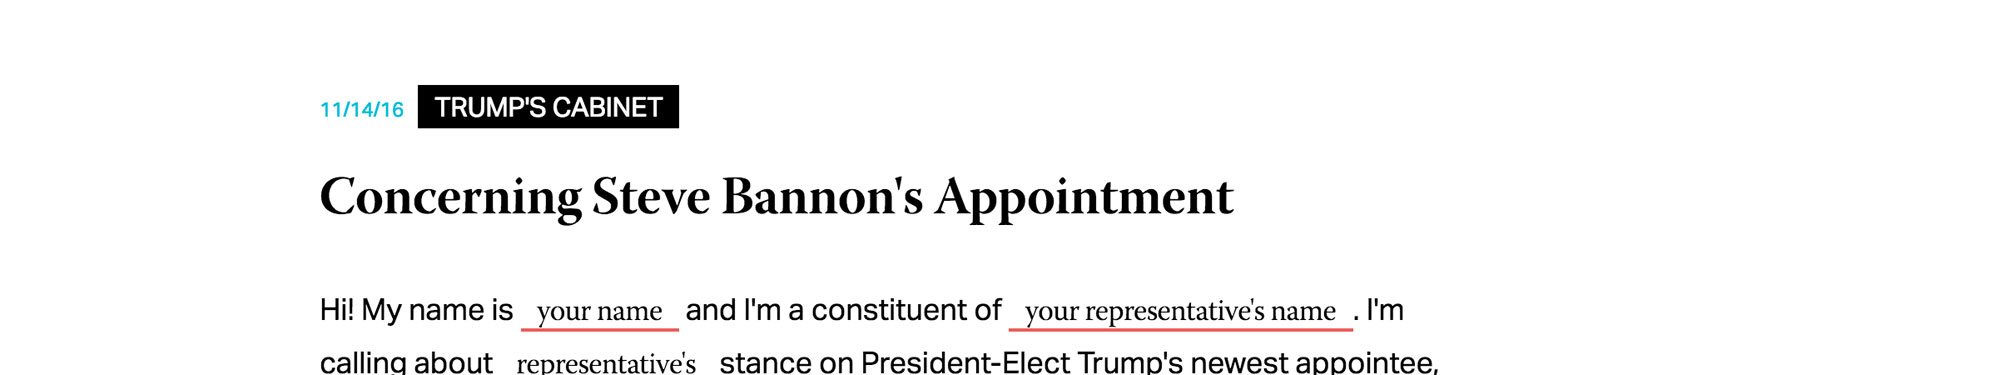 11/14/16 TRUMP'S CABINET
Concerning Steve Bannon's Appointment
Hi! My name is your name and I'm a constituent of your representative's name. I'm
calling about representative's stance on President-Elect Trump's newest appointee,